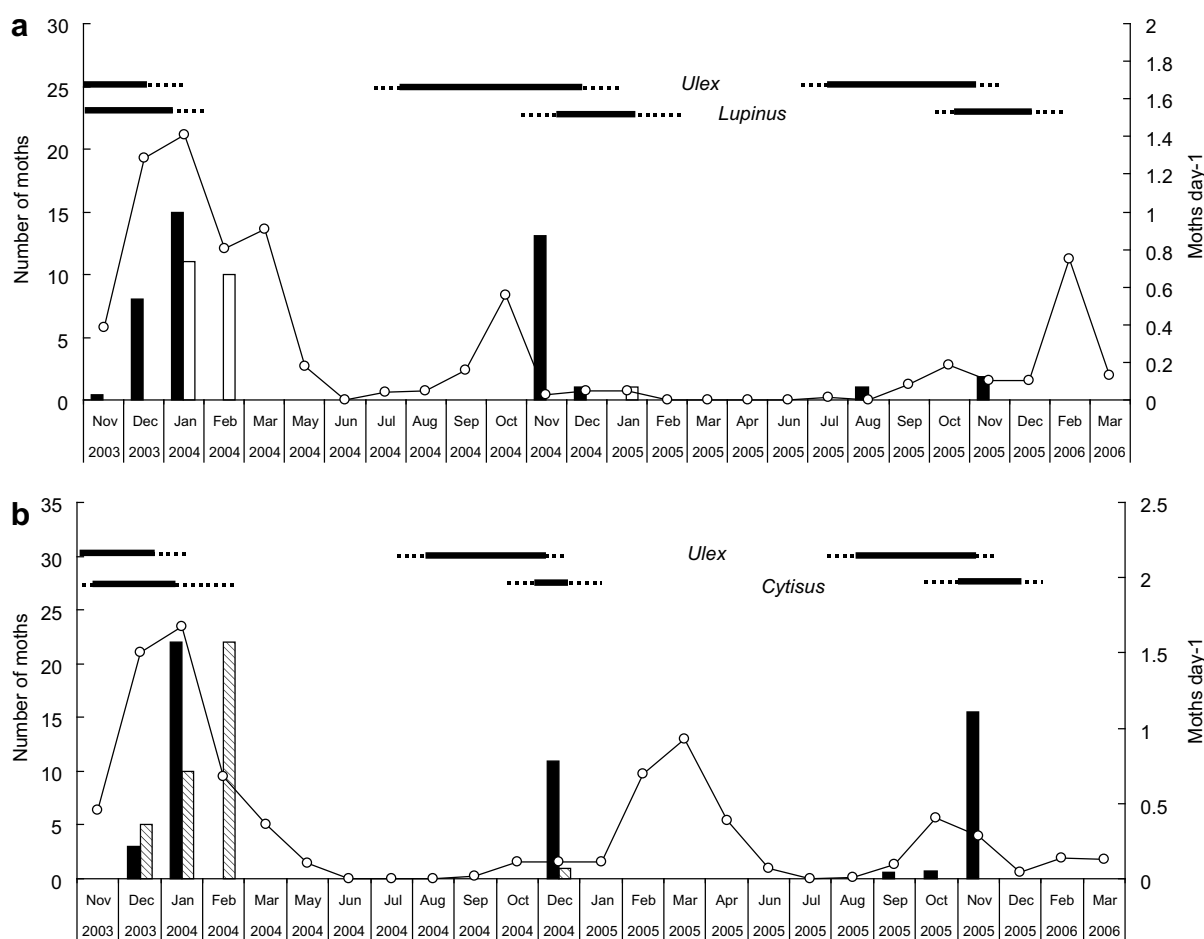 a
30
25
20
15
10
5
0
Number of moths
2
1.8
1.6
1.4
1.2
1
0.8
0.6
0.4
0.2
0
Moths day-1
Ulex
Lupinus
Nov Dec Jan Feb Mar May Jun Jul Aug Sep Oct Nov Dec Jan Feb Mar Apr Jun Jul Aug Sep Oct Nov Dec Feb Mar
2003 2003 2004 2004 2004 2004 2004 2004 2004 2004 2004 2004 2004 2005 2005 2005 2005 2005 2005 2005 2005 2005 2005 2005 2006 2006
b
35
30
25
20
15
10
5
0
Number of moths
2.5
2
1.5
1
0.5
0
Moths day-1
Ulex
Cytisus
Nov Dec Jan Feb Mar May Jun Jul Aug Sep Oct Dec Jan Feb Mar Apr Jun Jul Aug Sep Oct Nov Dec Feb Mar
2003 2003 2004 2004 2004 2004 2004 2004 2004 2004 2004 2004 2005 2005 2005 2005 2005 2005 2005 2005 2005 2005 2005 2006 2006